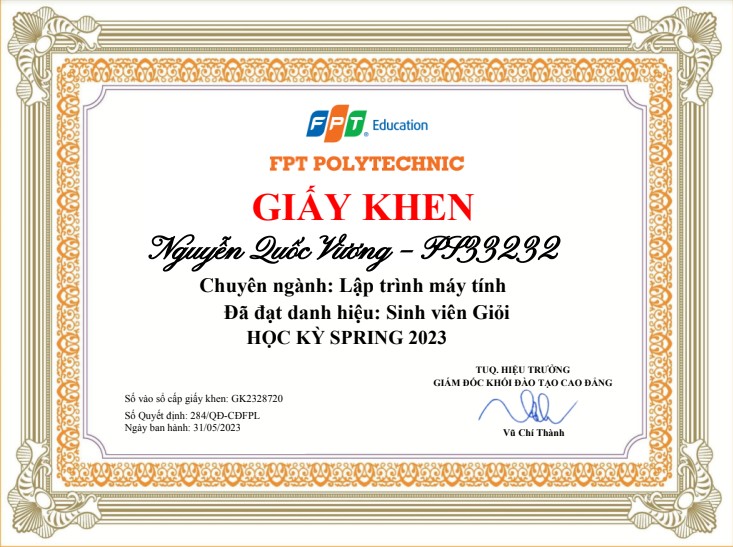 FPT® Education
FPT POLYTECHNIC
GIẤY KHEN
Nguyễn Quốc Vương – PS33232
Chuyên ngành: Lập trình máy tính
Đã đạt danh hiệu: Sinh viên Giỏi
HỌC KỲ SPRING 2023
TUQ. HIỆU TRƯỞNG
GIÁM ĐỐC KHỐI ĐÀO TẠO CAO ĐẲNG
Số vào sổ cấp giấy khen: GK2328720
Số Quyết định: 284/QĐ-CĐFPL
Ngày ban hành: 31/05/2023
Vũ Chí Thành